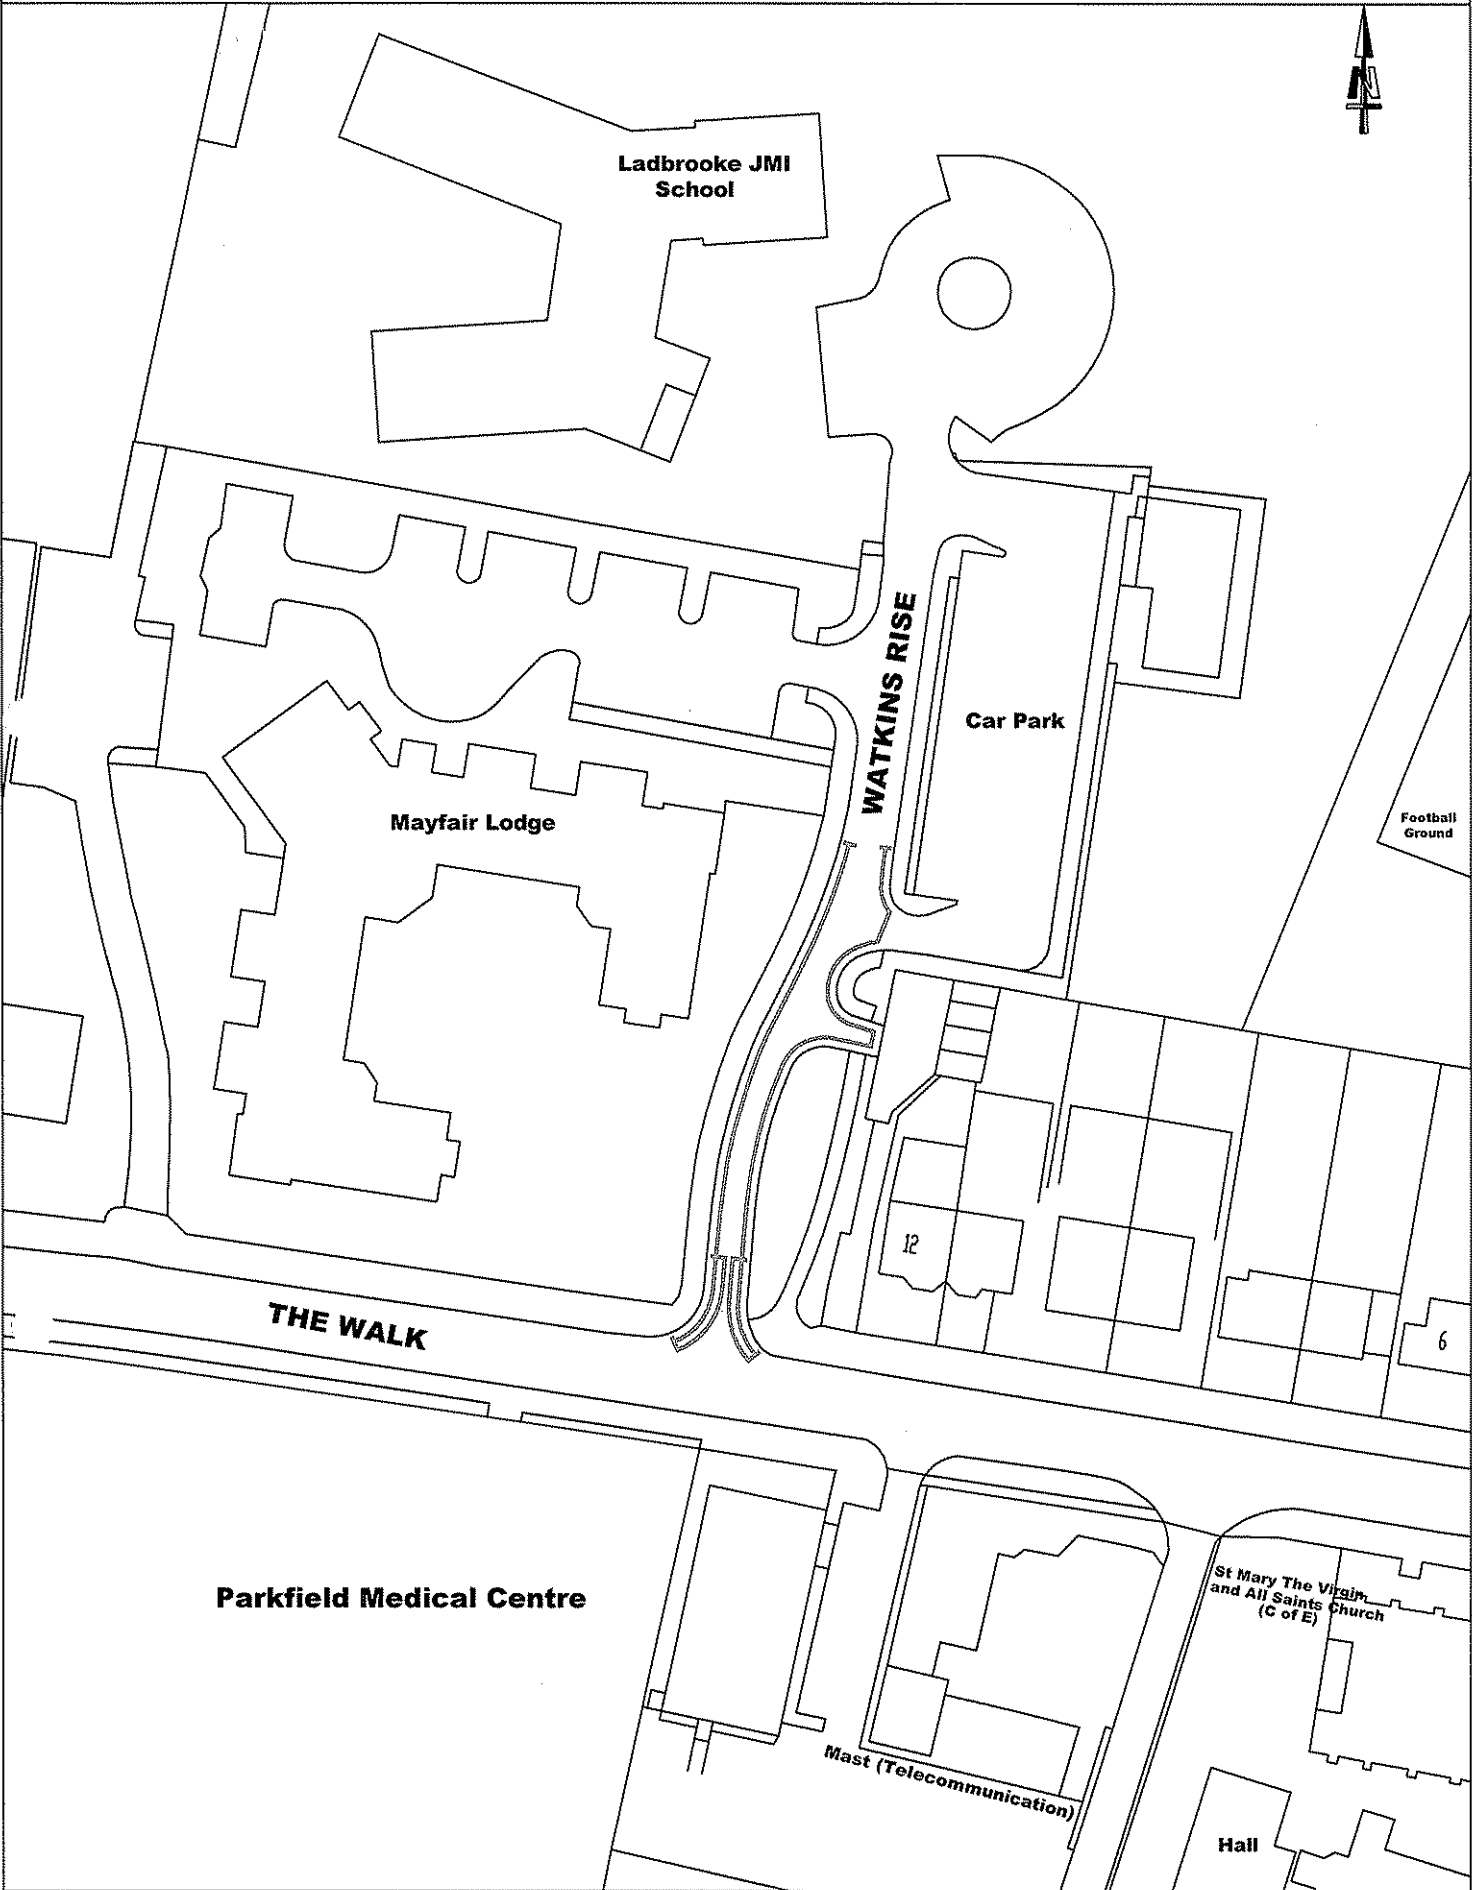 N
Ladbrooke JMI
School
WATKINS RISE
Car Park
Mayfair Lodge
Football
Ground
12
THE WALK
6
Parkfield Medical Centre
St Mary The Virgin
and All Saints Church
(C of E)
Mast (Telecommunication)
Hall